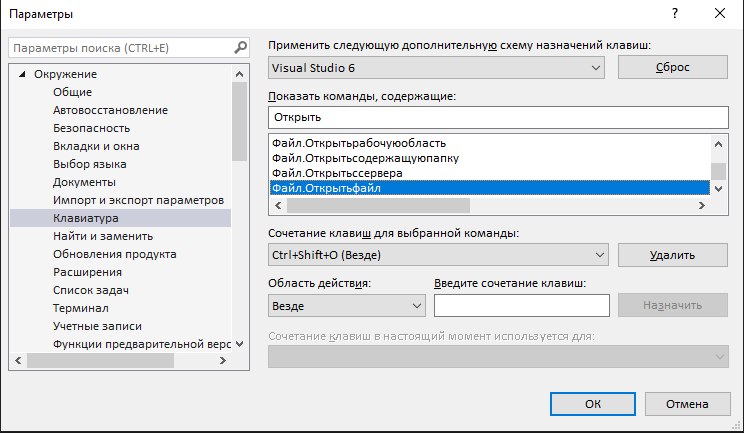 Параметры
?
Параметры поиска (CTRL+E)
Окружение
Общие
Автовосстановление
Безопасность
Вкладки и окна
Выбор языка
Документы
Импорт и экспорт параметров
Клавиатура
Найти и заменить
Обновления продукта
Расширения
Список задач
Терминал
Учетные записи
Функции предварительной верс
Применить следующую дополнительную схему назначений клавиш:
Visual Studio 6
Сброс
Показать команды, содержащие:
Открыть
Файл.Открытьрабочуюобласть
Файл.Открытьсодержащуюпапку
Файл.Открытьссервера
Файл.Открытьфайл
Сочетание клавиш для выбранной команды:
Ctrl+Shift+O (Везде)
Удалить
Область действия:
Введите сочетание клавиш:
Везде
Назначить
Сочетание клавиш в настоящий момент используется для:
ОК
Отмена